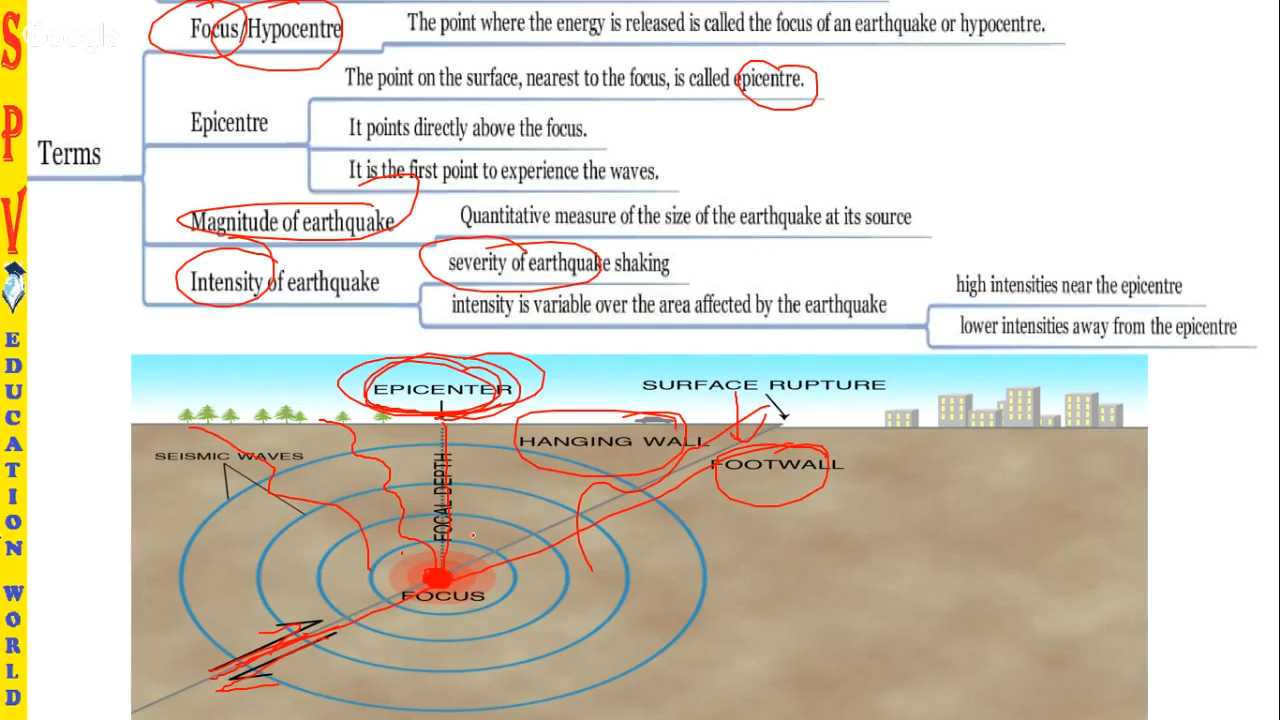 S P V EDUCATION WORLD
Google
Focus/Hypocentre
The point where the energy is released is called the focus of an earthquake or hypocentre.
The point on the surface, nearest to the focus, is called epicentre.
Epicentre
It points directly above the focus.
Terms
It is the first point to experience the waves.
Magnitude of earthquake
Quantitative measure of the size of the earthquake at its source
severity of earthquake shaking
Intensity of earthquake
intensity is variable over the area affected by the earthquake
high intensities near the epicentre
lower intensities away from the epicentre
EPICENTER
SURFACE RUPTURE
HANGING WALL
SEISMIC WAVES
FOOTWALL
FOCAL DEPTH
FOCUS